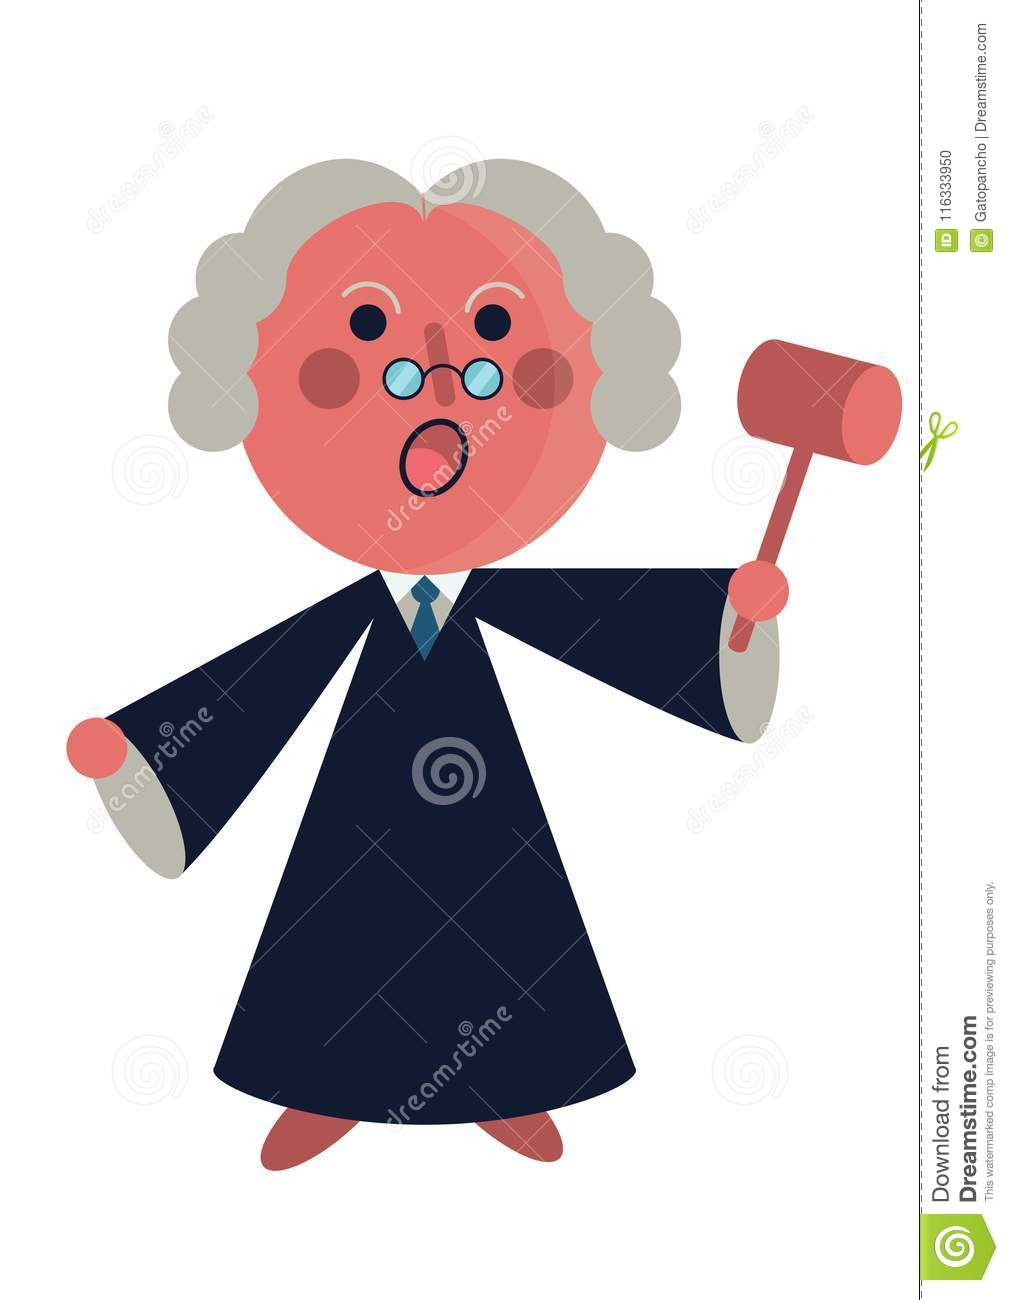 dreamstime
dreamstime
dreamstime
dreamstime
dreamstime
dreamstime
ID 116333950
© Gatopancho | Dreamstime.com
Download from
Dreamstime.com
This watermarked comp image is for previewing purposes only.